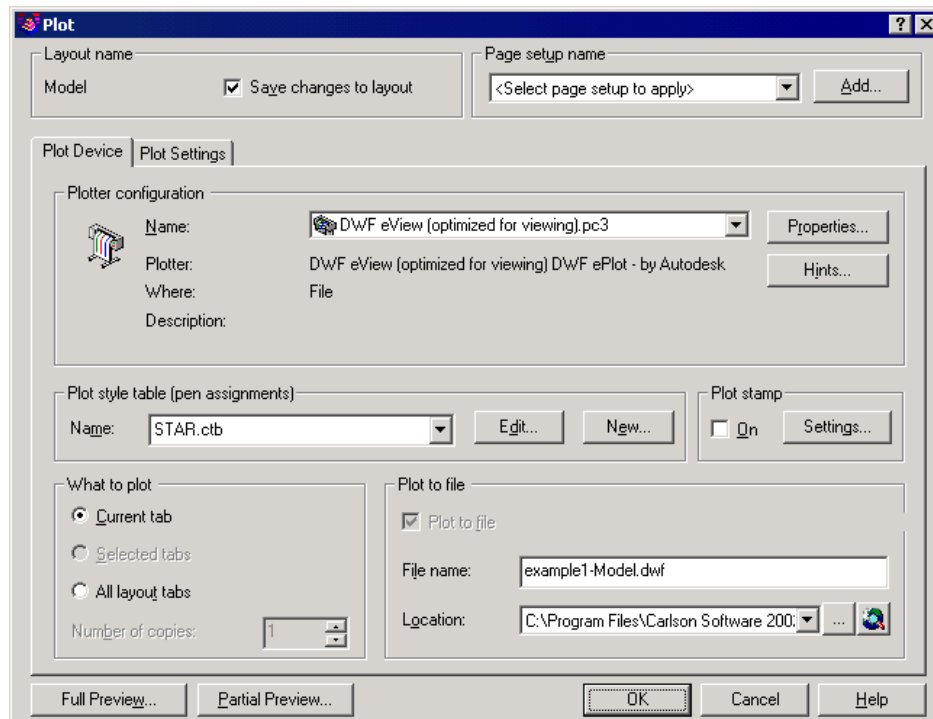 Plot
Layout name
Model
Save changes to layout
Page setup name
<Select page setup to apply>
Add...
Plot Device
Plot Settings
Plotter configuration
Name:
DWF eView (optimized for viewing).pc3
Properties...
Plotter:
DWF eView (optimized for viewing) DWF ePlot - by Autodesk
Hints...
Where:
File
Description:
Plot style table (pen assignments)
Name:
STAR.ctb
Edit...
New...
Plot stamp
On
Settings...
What to plot
Current tab
Selected tabs
All layout tabs
Number of copies:
1
Plot to file
Plot to file
File name:
example1-Model.dwf
Location:
C:\Program Files\Carlson Software 200
...
Full Preview...
Partial Preview...
OK
Cancel
Help